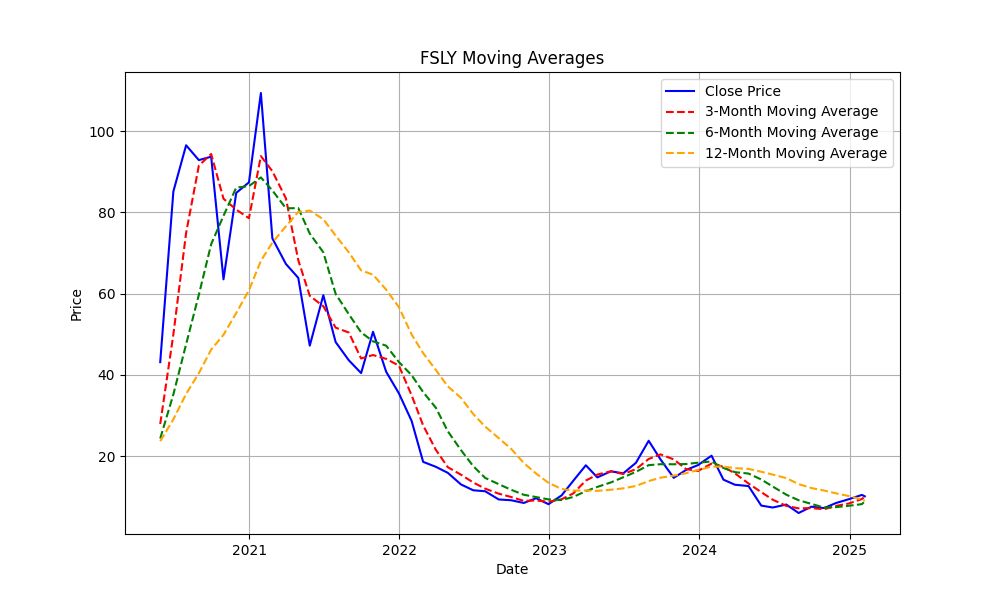 FSLY Moving Averages
Close Price
3-Month Moving Average
6-Month Moving Average
12-Month Moving Average
Price
100
80
60
40
20
2021 2022 2023 2024 2025
Date